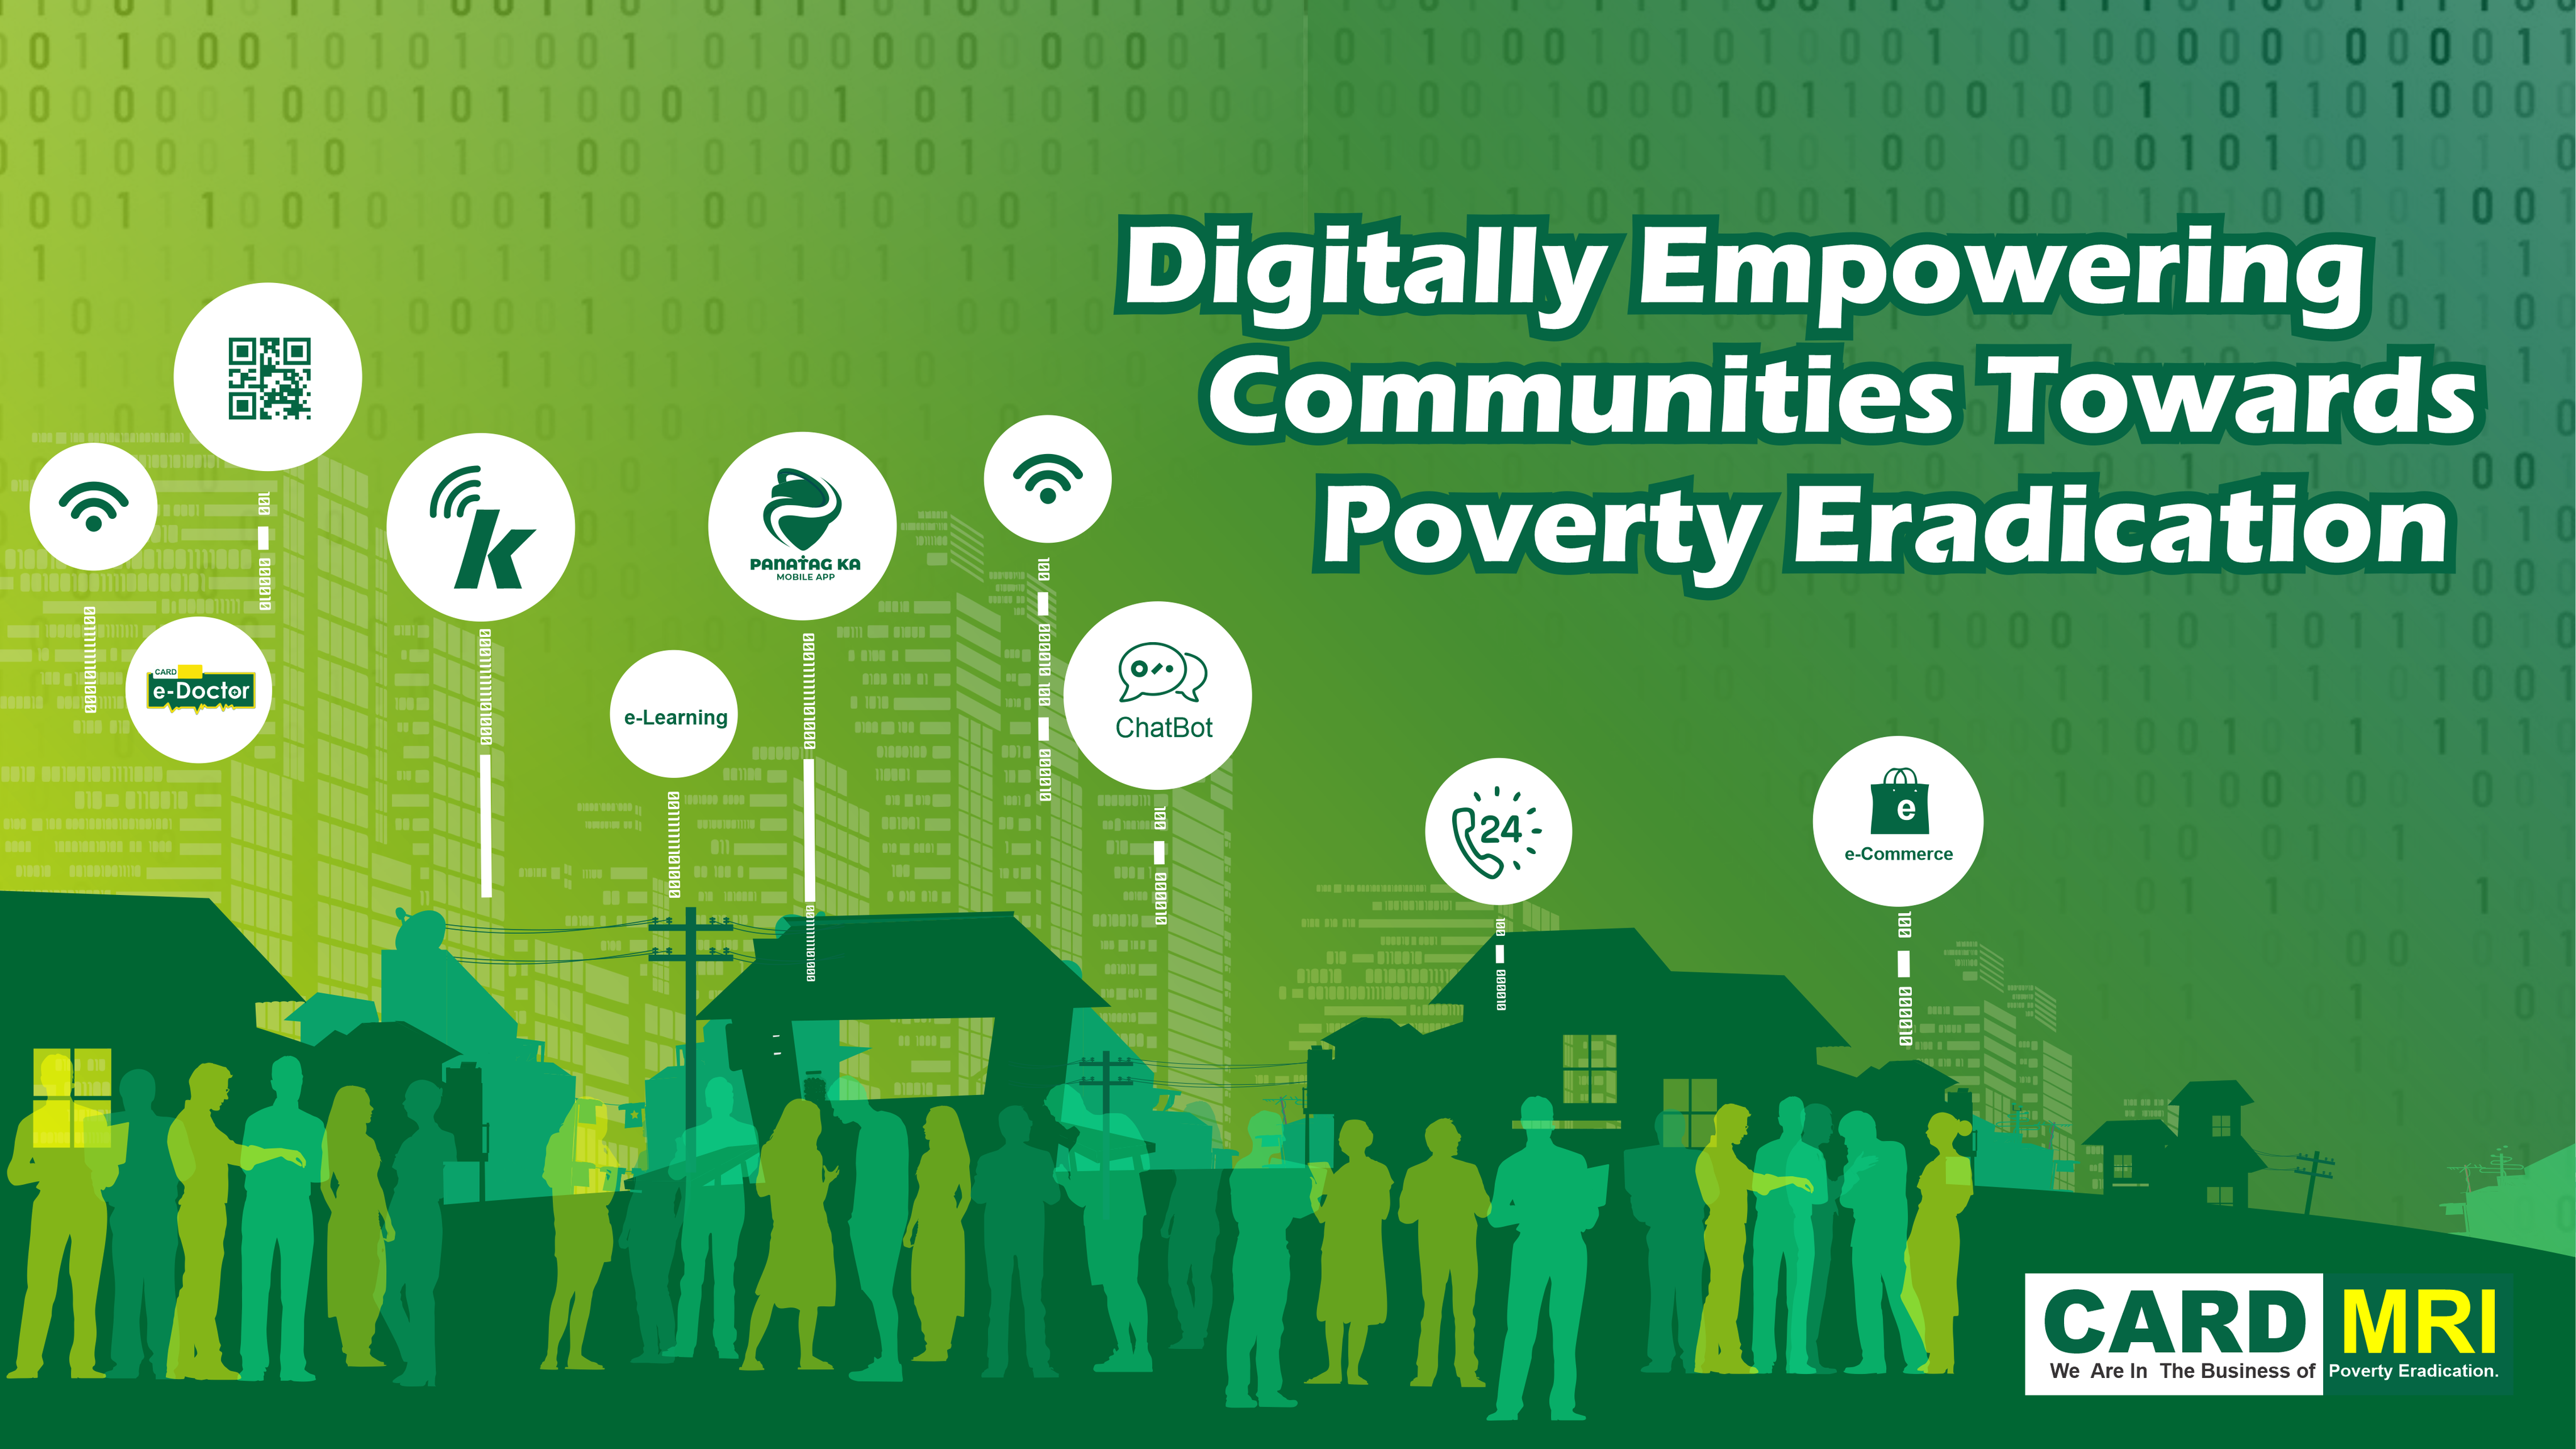 Digitally Empowering
Communities Towards
Poverty Eradication
k
PANATAG KA
MOBILE APP
CARD
e-Doctor
e-Learning
ChatBot
24
e
e-Commerce
CARD MRI
We Are In The Business of Poverty Eradication.